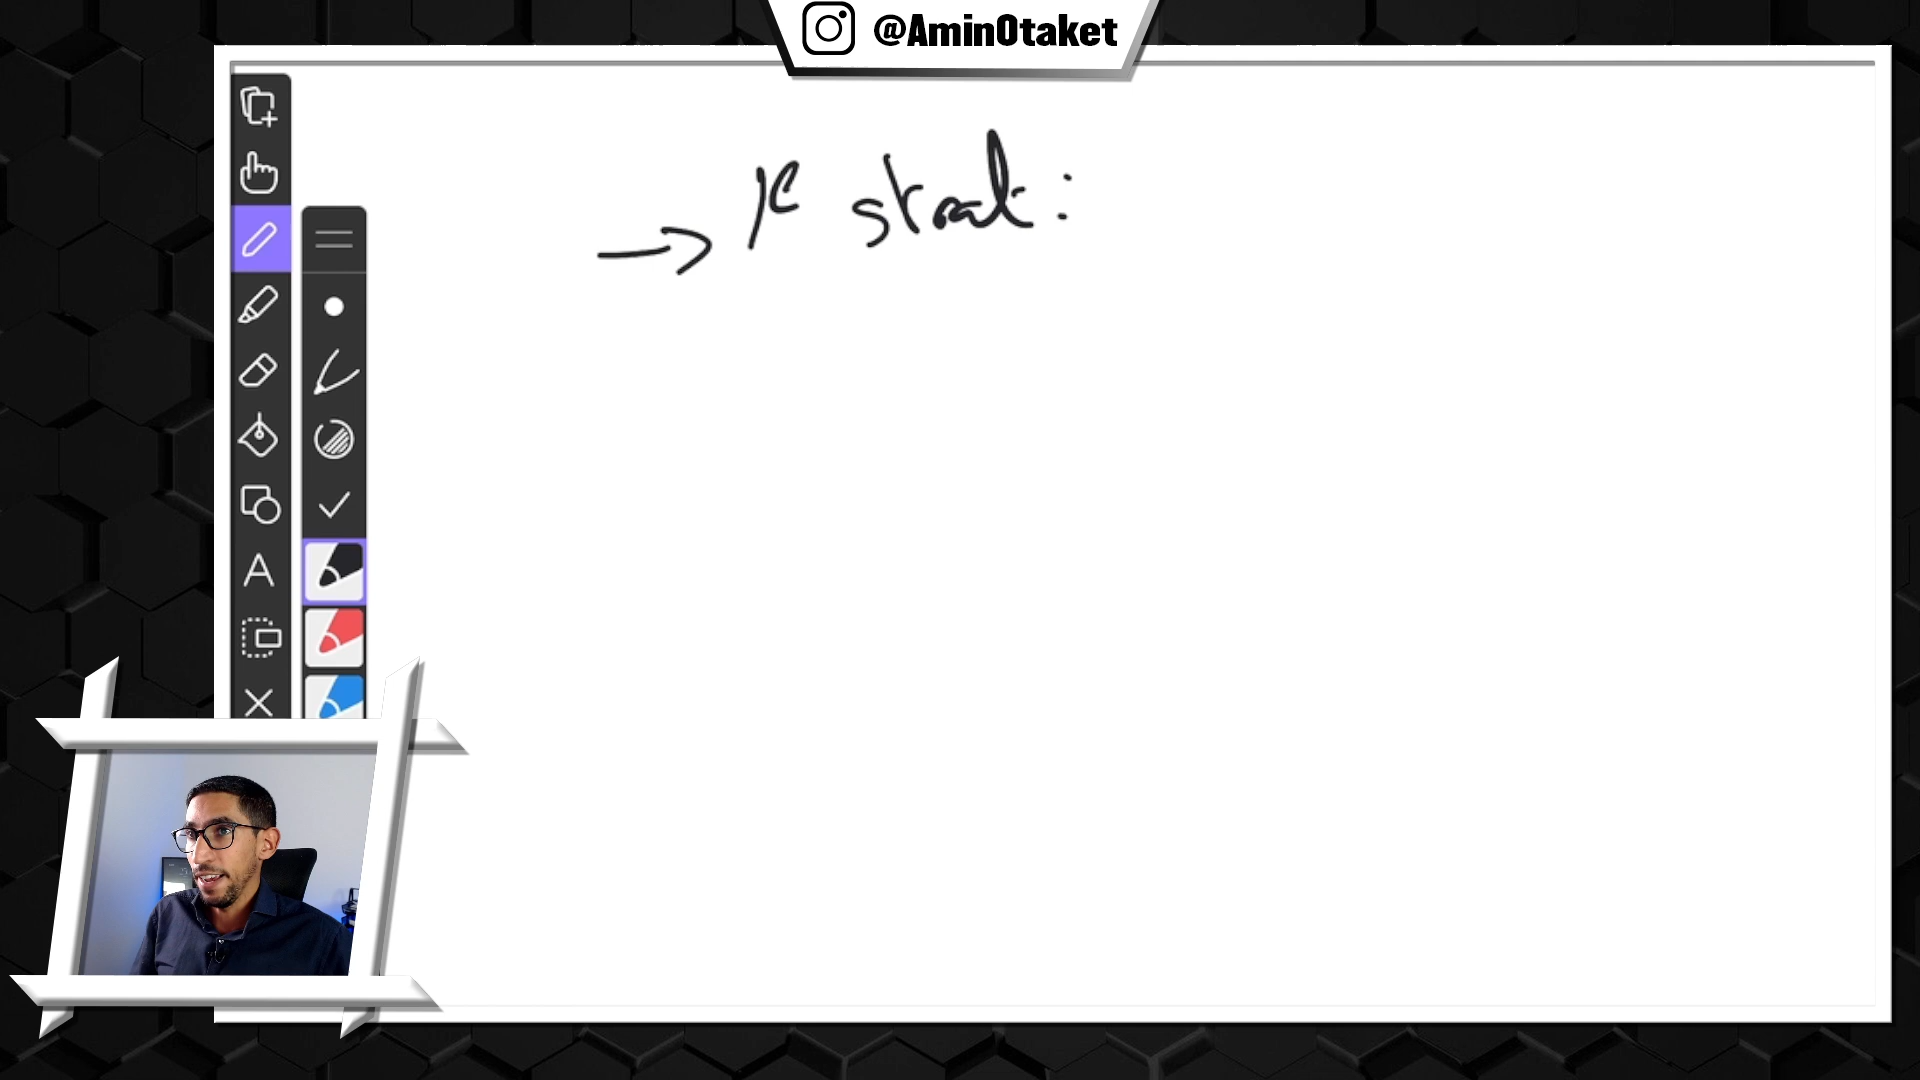 @AminOtaket
→ 1e strat :